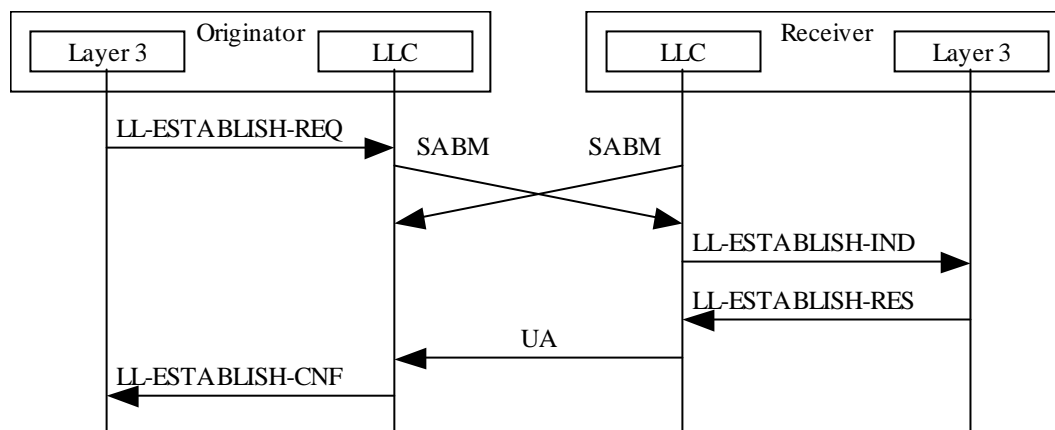 Originator
Receiver
Layer 3
LLC
LLC
Layer 3
LL-ESTABLISH-REQ
SABM
SABM
LL-ESTABLISH-IND
LL-ESTABLISH-RES
UA
LL-ESTABLISH-CNF